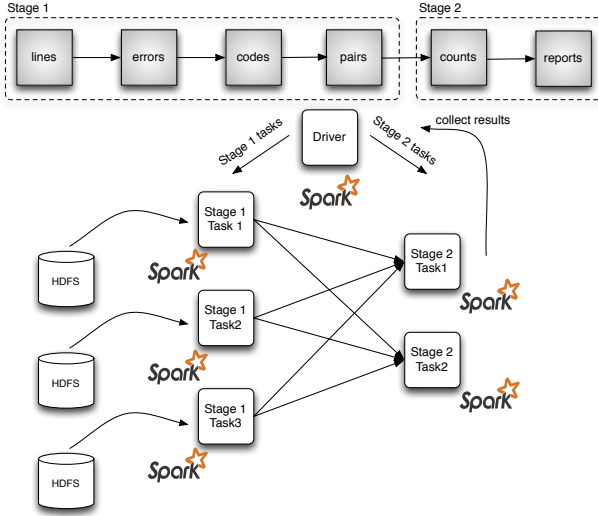 Stage 1
Stage 2
lines
errors
codes
pairs
counts
reports
Stage 1 tasks
Driver
Stage 2 tasks
collect results
Spark
Stage 1
Task 1
HDFS
Spark
Stage 2
Task1
Spark
Stage 1
Task2
HDFS
Spark
Stage 2
Task2
Spark
Stage 1
Task3
HDFS
Spark